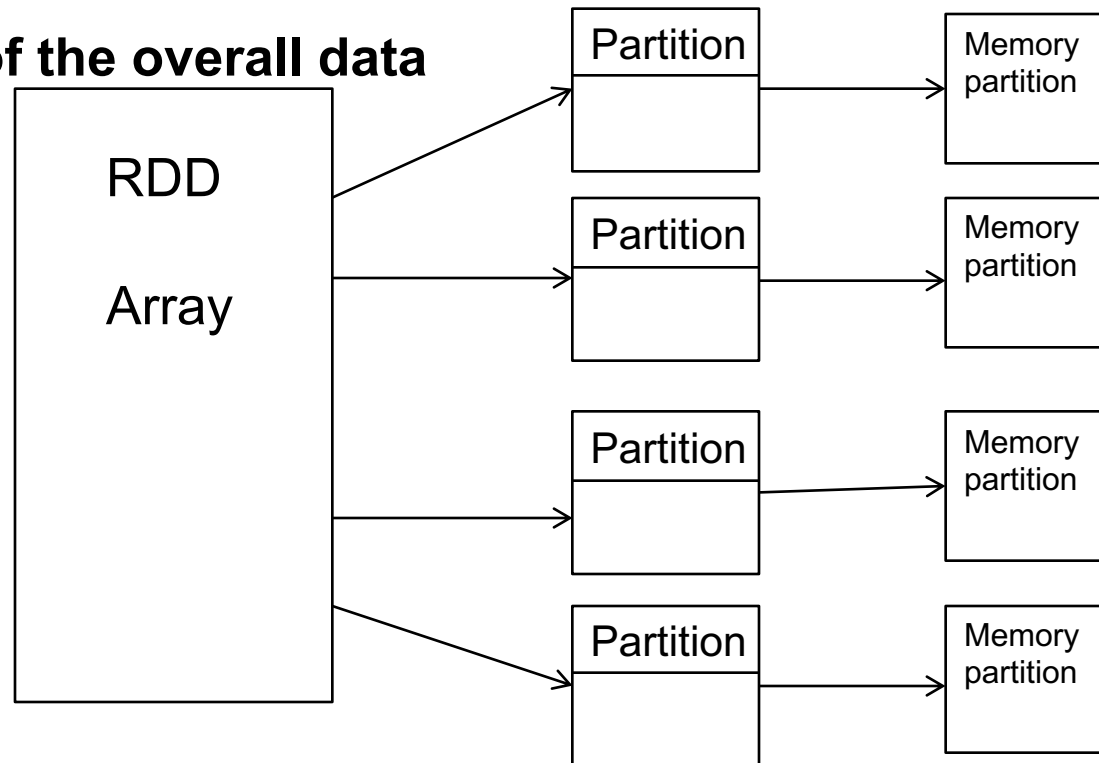 of the overall data
RDD
Array
Partition
Memory
partition
Partition
Memory
partition
Partition
Memory
partition
Partition
Memory
partition